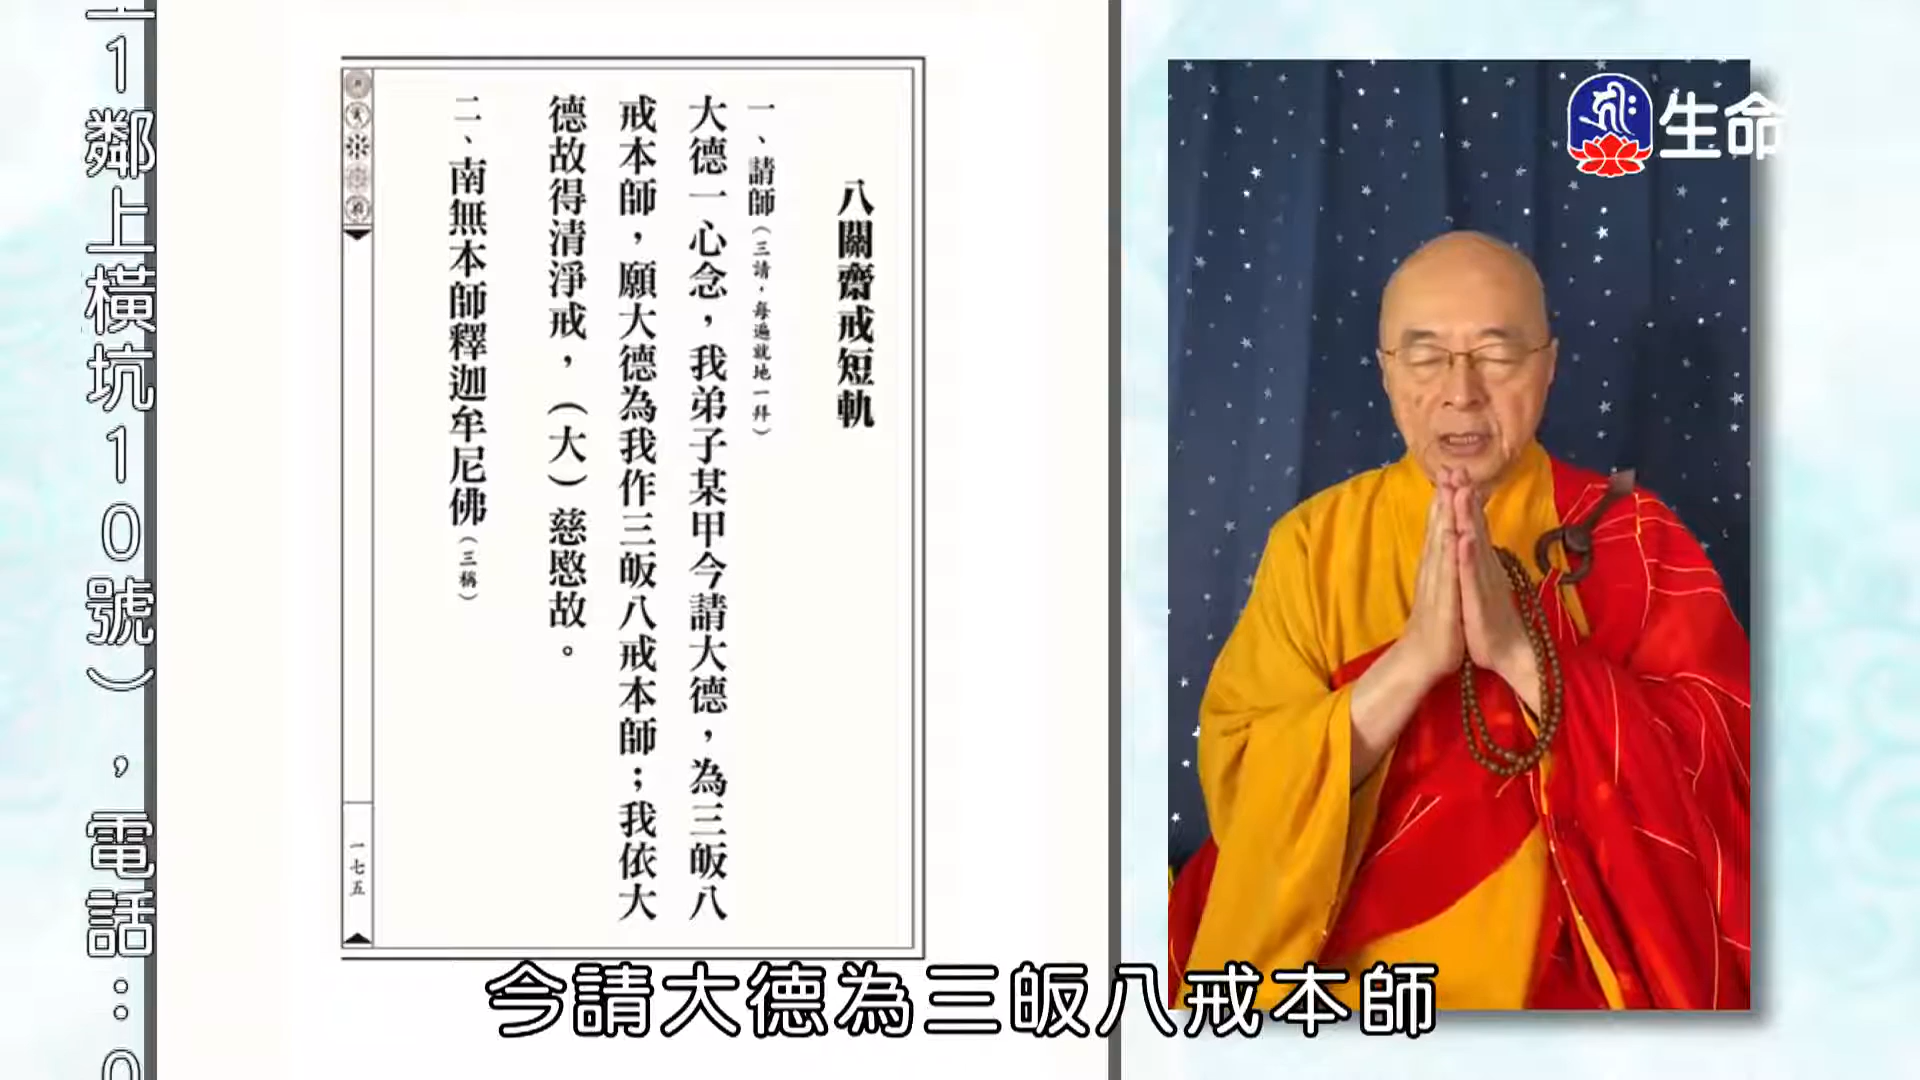 八關齋戒短軌
一、請師（三請，每遍就地一拜）
大德一心念，我弟子某甲今請大德，為三皈八
戒本師，願大德為我作三皈八戒本師；我依大
德故得清淨戒，（大）慈愍故。
二、南無本師釋迦牟尼佛（三稱）
一七五
1鄰上橫坑10號），電話：0
生命
今請大德為三皈八戒本師